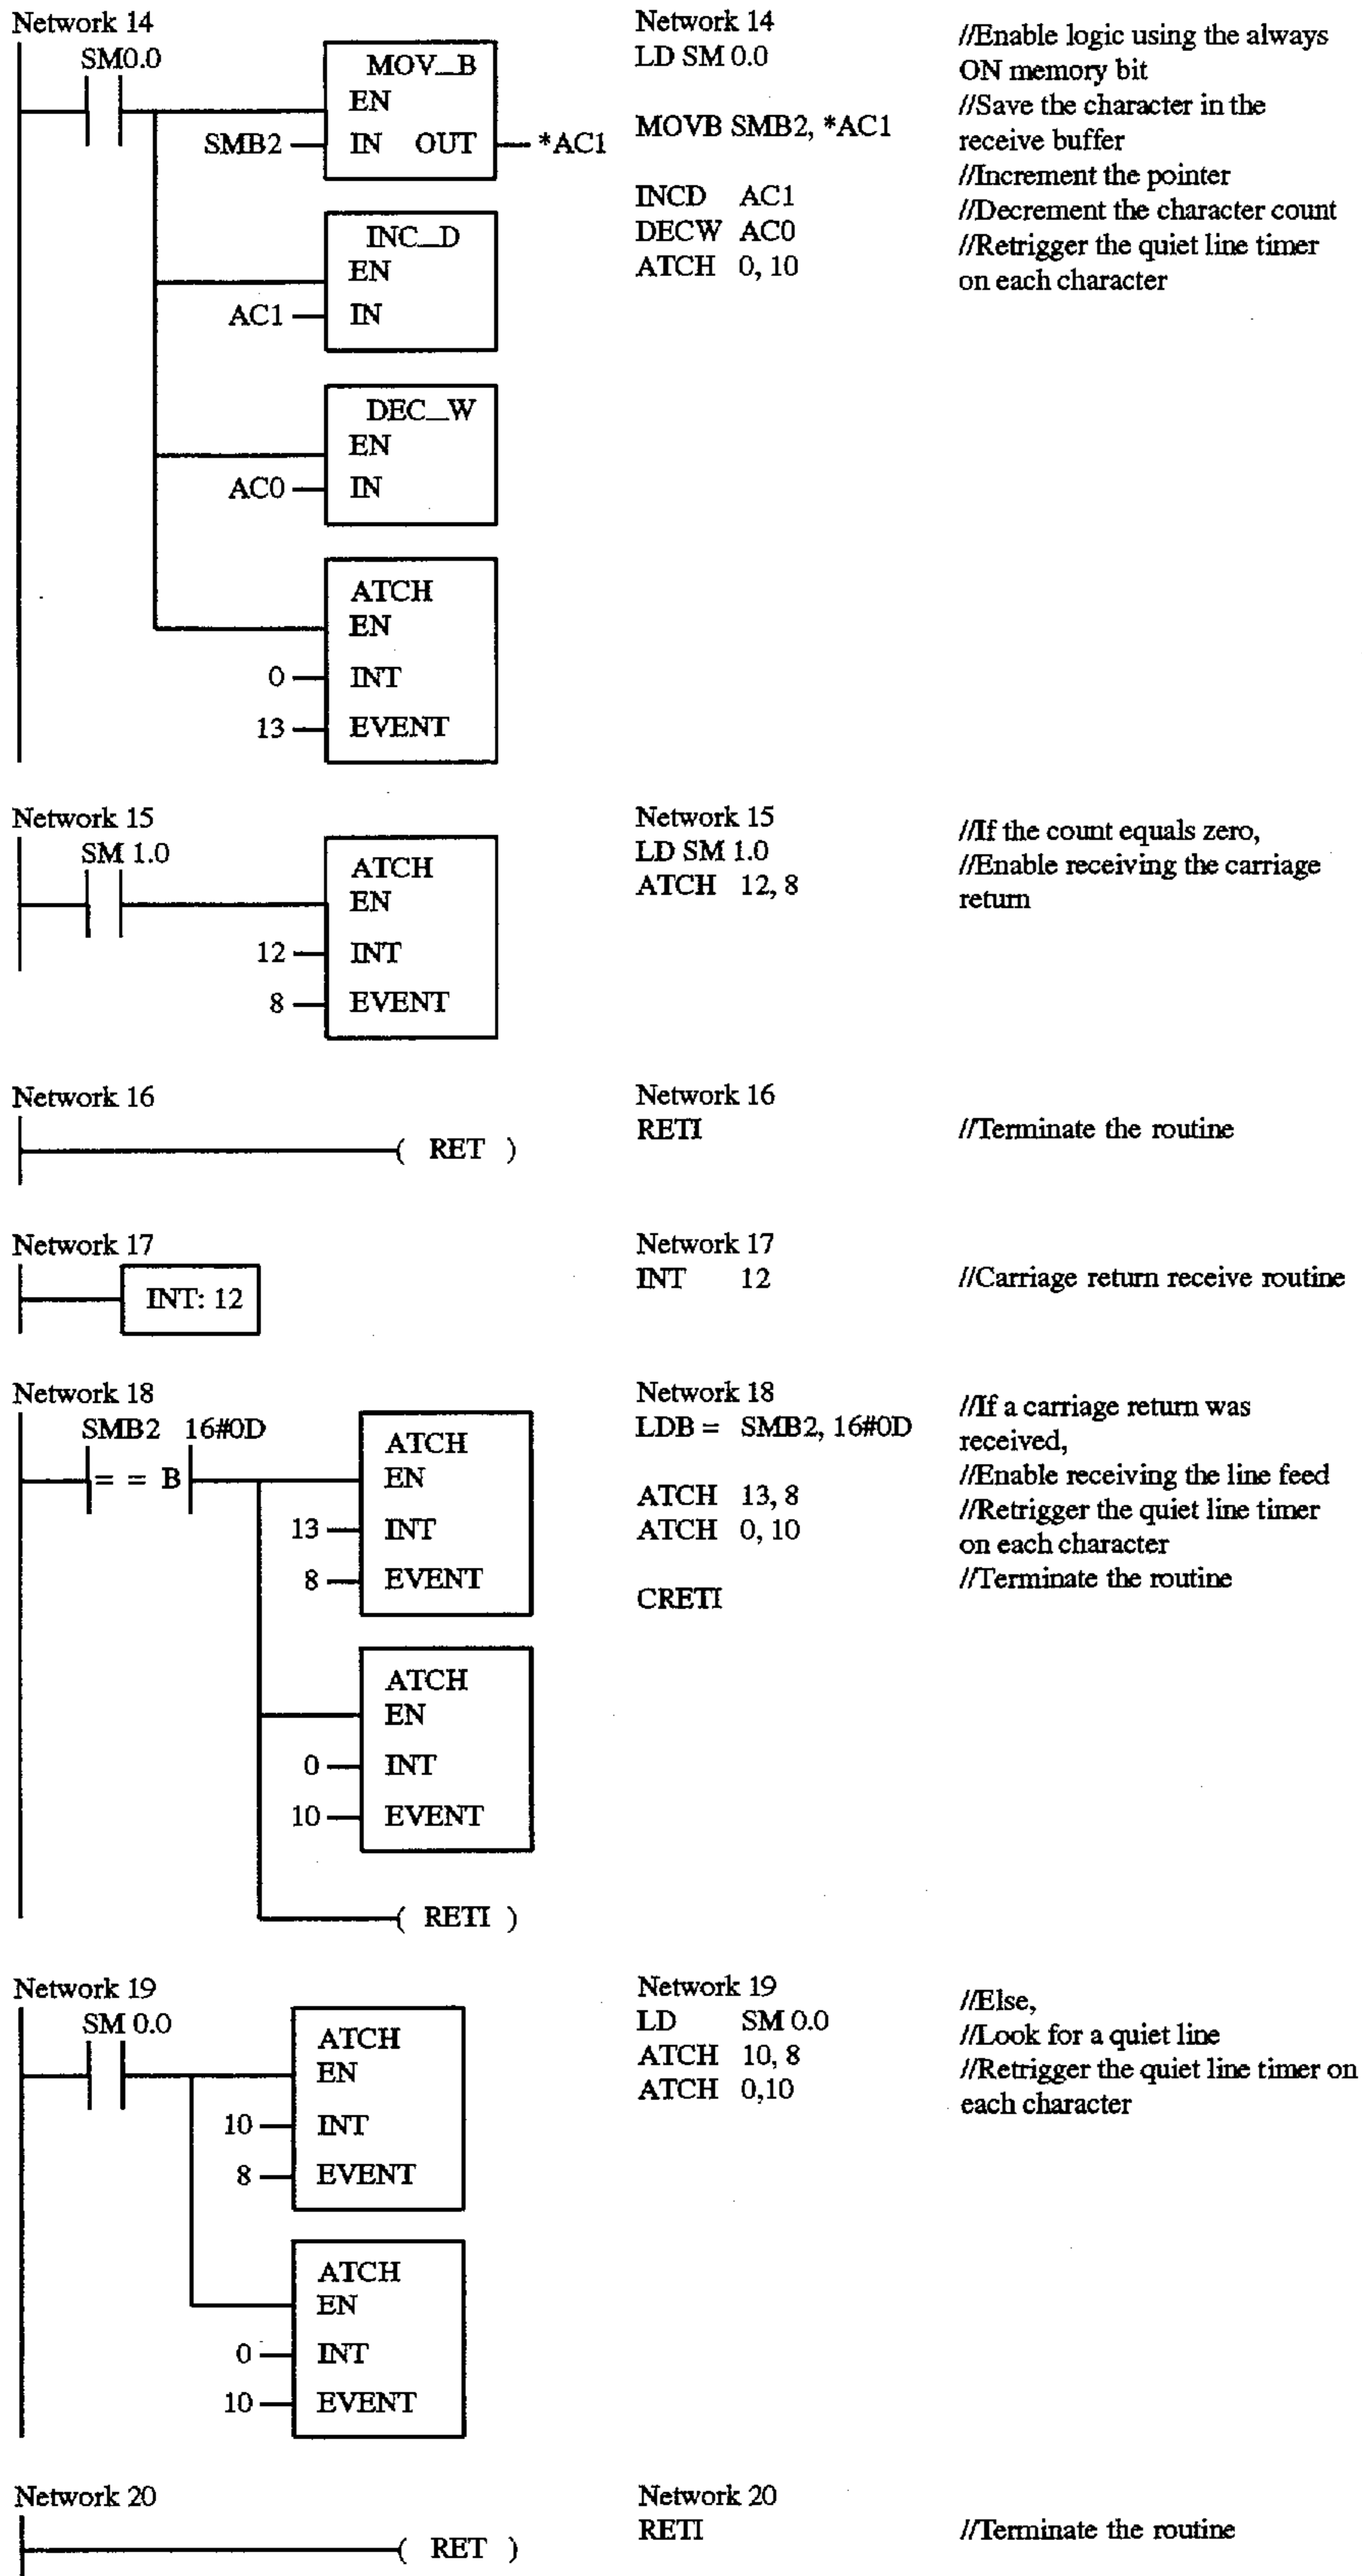 Network 14
SM0.0
MOV_B
EN
SMB2 IN OUT *AC1
INC_D
EN
AC1 IN
DEC_W
EN
AC0 IN
ATCH
EN
0 INT
13 EVENT
Network 14
LD SM 0.0
MOVB SMB2, *AC1
INCD AC1
DECW AC0
ATCH 0, 10
//Enable logic using the always
ON memory bit
//Save the character in the
receive buffer
//Increment the pointer
//Decrement the character count
//Retrigger the quiet line timer
on each character
Network 15
SM 1.0
ATCH
EN
12 INT
8 EVENT
Network 15
LD SM 1.0
ATCH 12, 8
//If the count equals zero,
//Enable receiving the carriage
return
Network 16
( RET )
Network 16
RETI
//Terminate the routine
Network 17
INT: 12
Network 17
INT 12
//Carriage return receive routine
Network 18
SMB2 16#0D
= = B
ATCH
EN
13 INT
8 EVENT
ATCH
EN
0 INT
10 EVENT
( RETI )
Network 18
LDB = SMB2, 16#0D
ATCH 13, 8
ATCH 0, 10
CRETI
//If a carriage return was
received,
//Enable receiving the line feed
//Retrigger the quiet line timer
on each character
//Terminate the routine
Network 19
SM 0.0
ATCH
EN
10 INT
8 EVENT
ATCH
EN
0 INT
10 EVENT
Network 19
LD SM 0.0
ATCH 10, 8
ATCH 0,10
//Else,
//Look for a quiet line
//Retrigger the quiet line timer on
each character
Network 20
( RET )
Network 20
RETI
//Terminate the routine